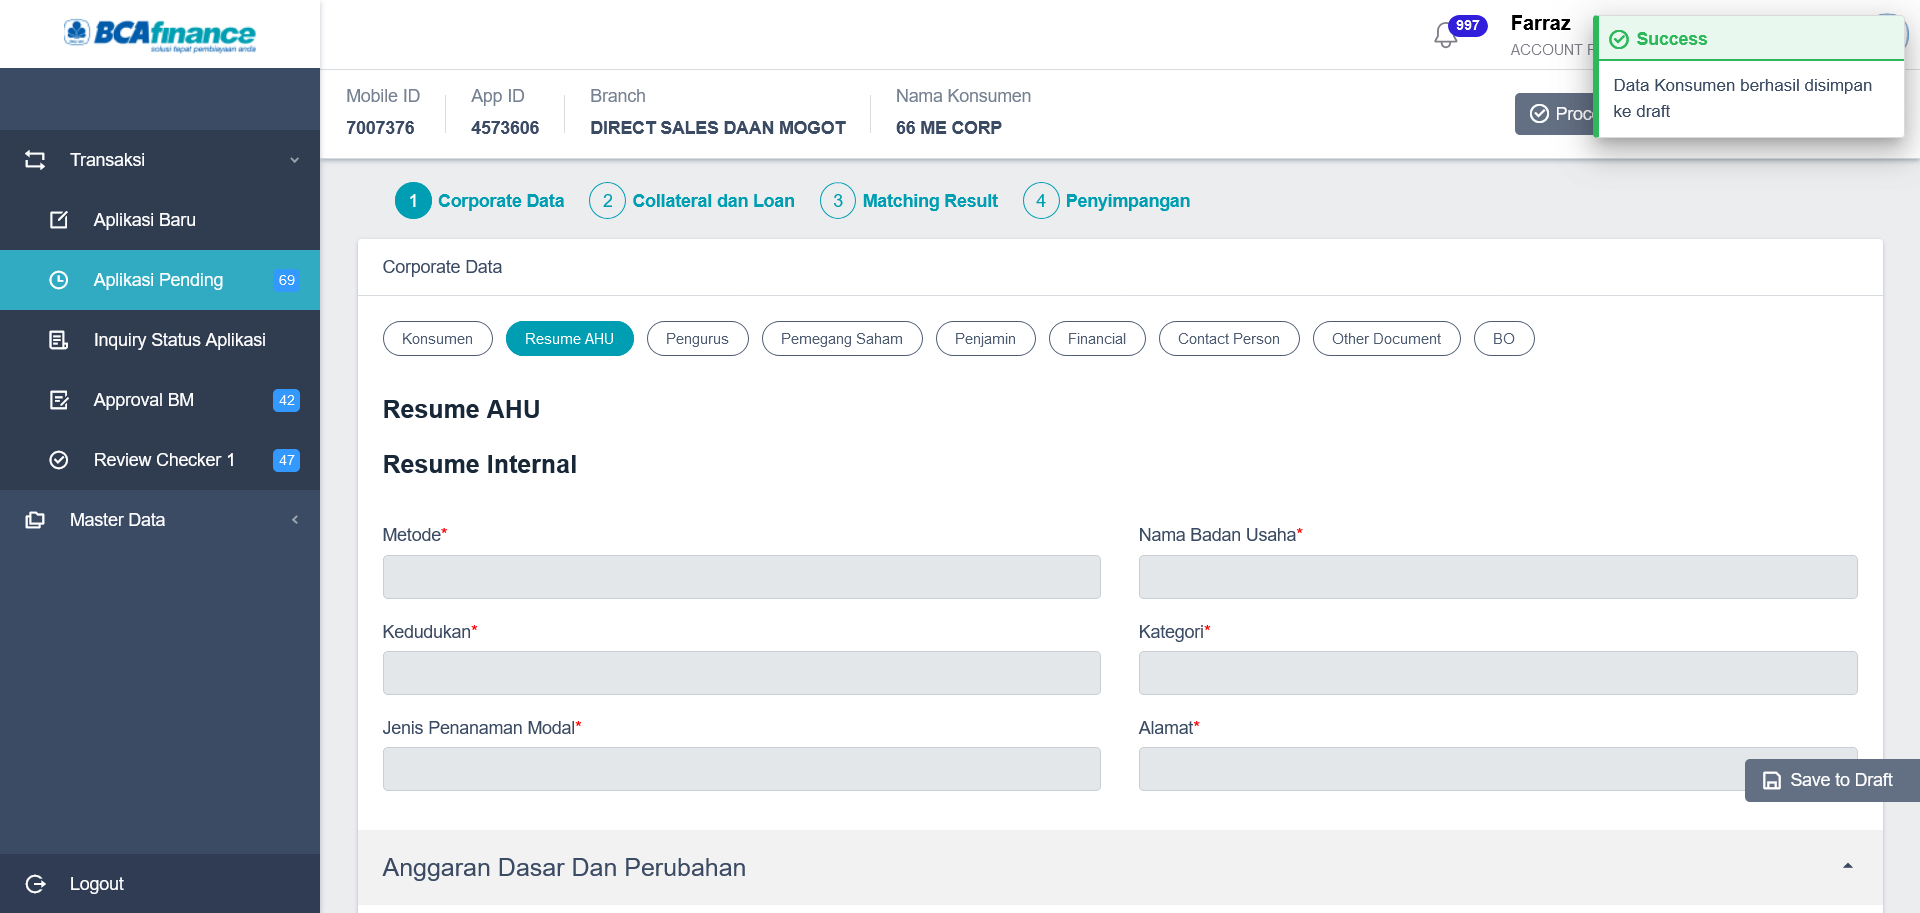 BCAfinance
solusi tepat pembiayaan anda
997
Farraz
ACCOUNT
Success
Data Konsumen berhasil disimpan
ke draft
Mobile ID
7007376
App ID
4573606
Branch
DIRECT SALES DAAN MOGOT
Nama Konsumen
66 ME CORP
Transaksi
Aplikasi Baru
Aplikasi Pending 69
Inquiry Status Aplikasi
Approval BM 42
Review Checker 1 47
Master Data
Logout
1 Corporate Data 2 Collateral dan Loan 3 Matching Result 4 Penyimpangan
Corporate Data
Konsumen Resume AHU Pengurus Pemegang Saham Penjamin Financial Contact Person Other Document BO
Resume AHU
Resume Internal
Metode*
Nama Badan Usaha*
Kedudukan*
Kategori*
Jenis Penanaman Modal*
Alamat*
Save to Draft
Anggaran Dasar Dan Perubahan